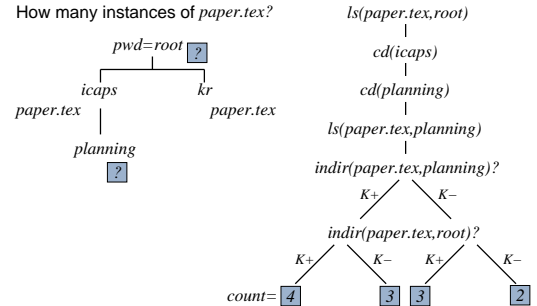 How many instances of paper.tex?
pwd=root ?
icaps kr
paper.tex paper.tex
planning
?
ls(paper.tex,root)
cd(icaps)
cd(planning)
ls(paper.tex,planning)
indir(paper.tex,planning)?
K+ K−
indir(paper.tex,root)?
K+ K− K+ K−
count= 4 3 3 2